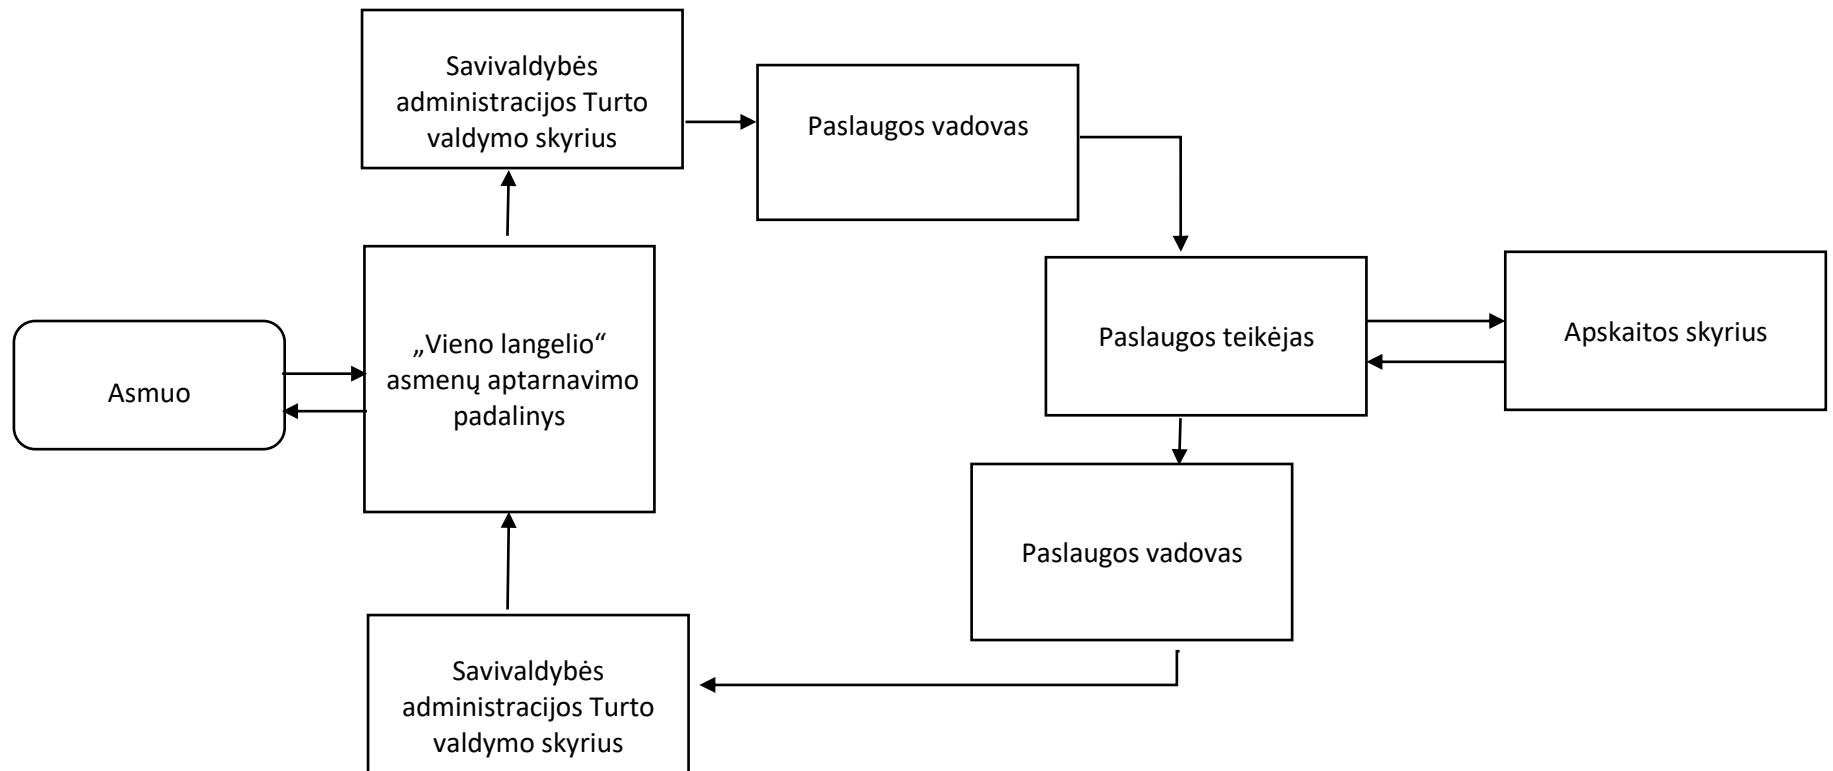 Savivaldybės
administracijos Turto
valdymo skyrius
Paslaugos vadovas
„Vieno langelio“
asmenų aptarnavimo
padalinys
Asmuo
Paslaugos teikėjas
Apskaitos skyrius
Paslaugos vadovas
Savivaldybės
administracijos Turto
valdymo skyrius